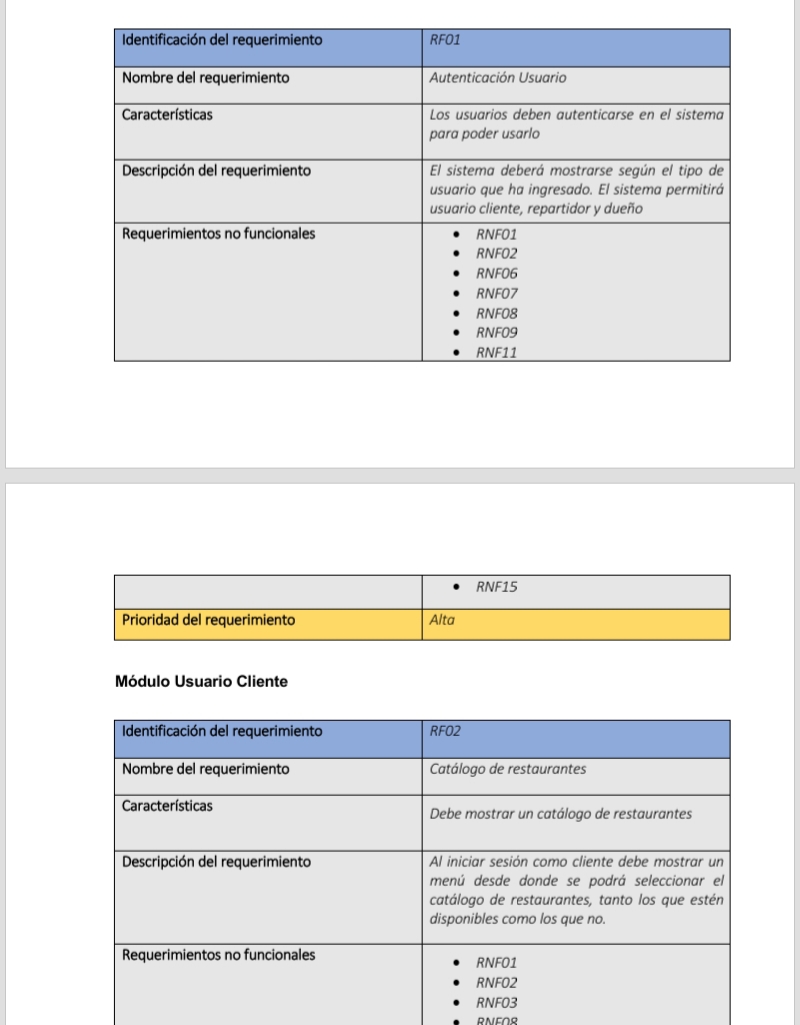 Identificación del requerimiento RF01
Nombre del requerimiento Autenticación Usuario
Características Los usuarios deben autenticarse en el sistema
para poder usarlo
Descripción del requerimiento El sistema deberá mostrarse según el tipo de
usuario que ha ingresado. El sistema permitirá
usuario cliente, repartidor y dueño
Requerimientos no funcionales • RNF01
• RNF02
• RNF06
• RNF07
• RNF08
• RNF09
• RNF11
• RNF15
Prioridad del requerimiento Alta
Módulo Usuario Cliente
Identificación del requerimiento RF02
Nombre del requerimiento Catálogo de restaurantes
Características Debe mostrar un catálogo de restaurantes
Descripción del requerimiento Al iniciar sesión como cliente debe mostrar un
menú desde donde se podrá seleccionar el
catálogo de restaurantes, tanto los que estén
disponibles como los que no.
Requerimientos no funcionales • RNF01
• RNF02
• RNF03
• RNF08